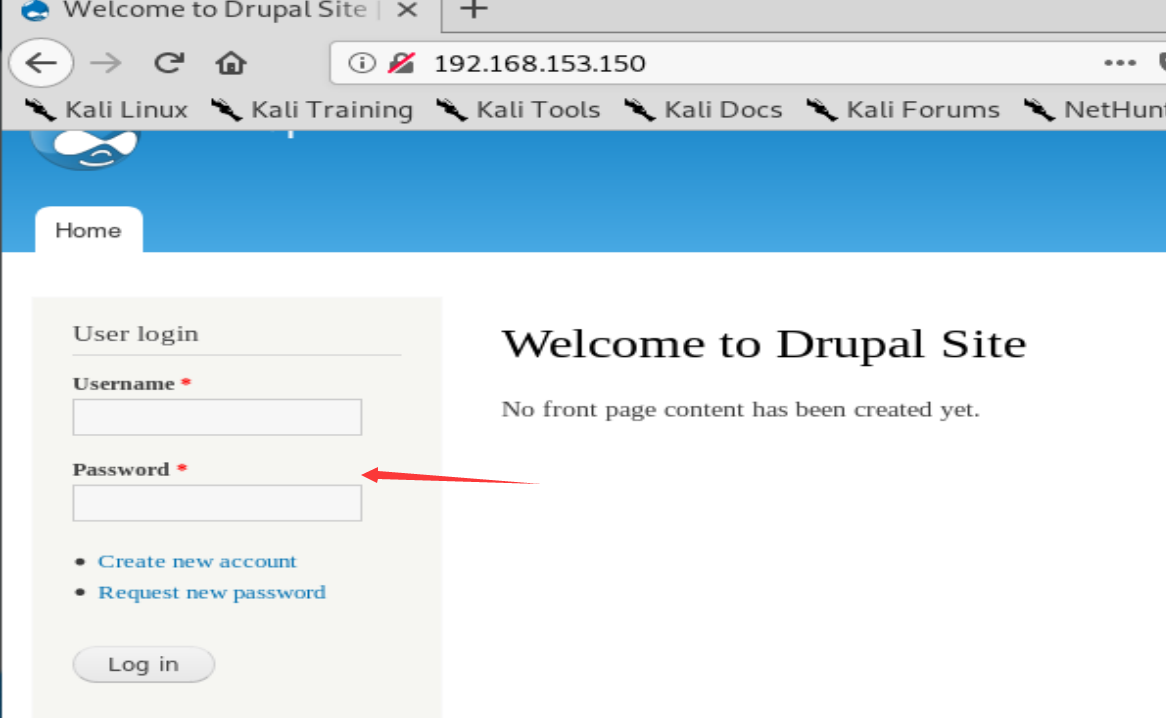 Welcome to Drupal Site
192.168.153.150
Kali Linux Kali Training Kali Tools Kali Docs Kali Forums
Home
User login
Username *
Password *
Create new account
Request new password
Log in
Welcome to Drupal Site
No front page content has been created yet.